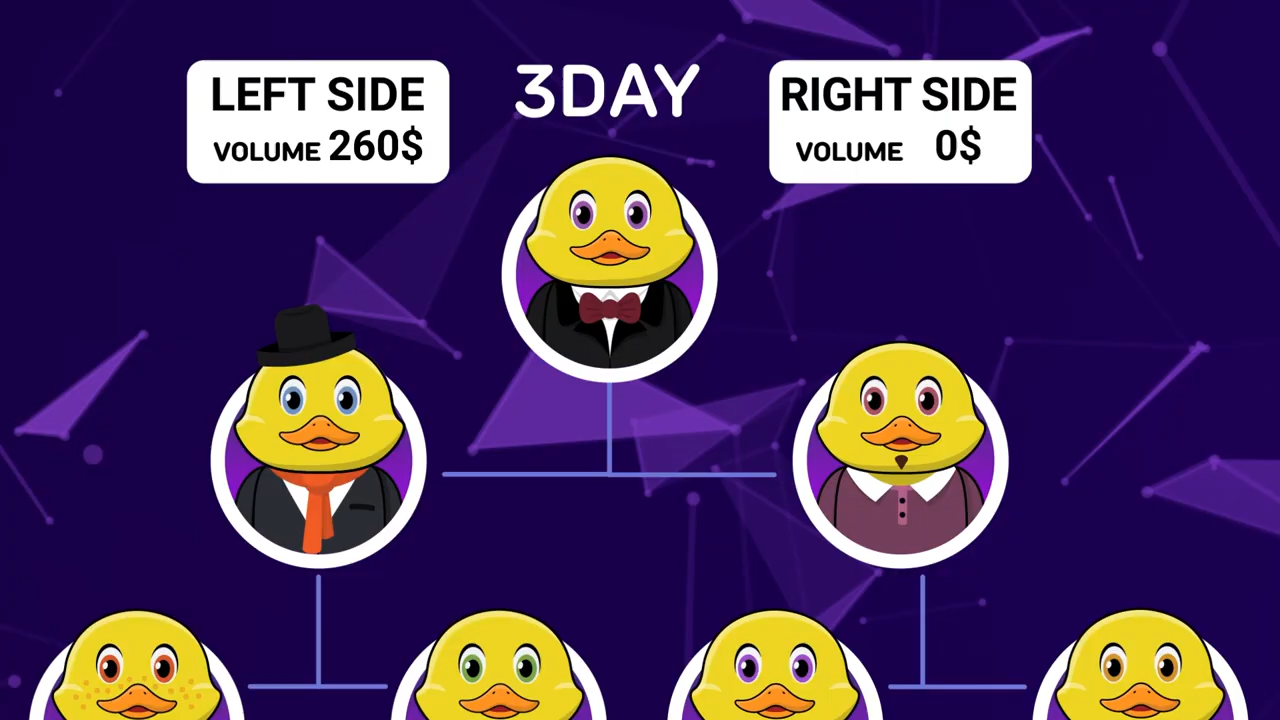 LEFT SIDE
VOLUME 260$
3DAY
RIGHT SIDE
VOLUME 0$